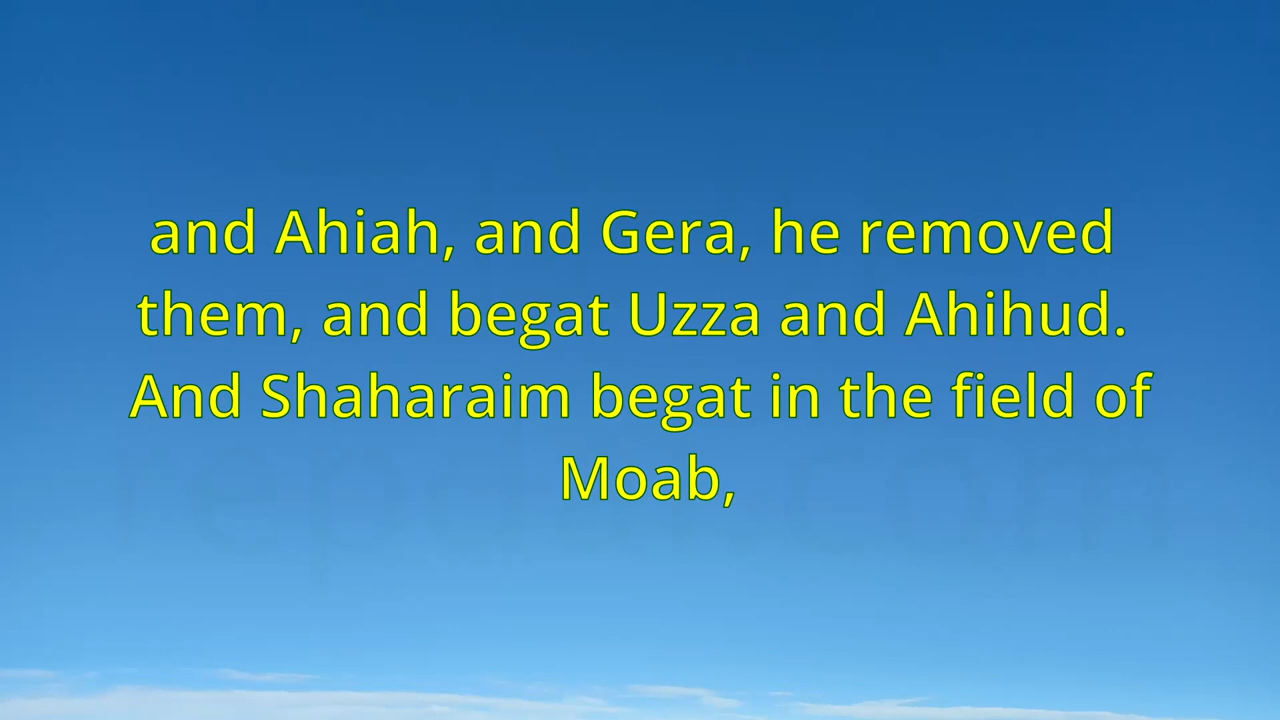 and Ahiah, and Gera, he removed
them, and begat Uzza and Ahihud.
And Shaharaim begat in the field of
Moab,